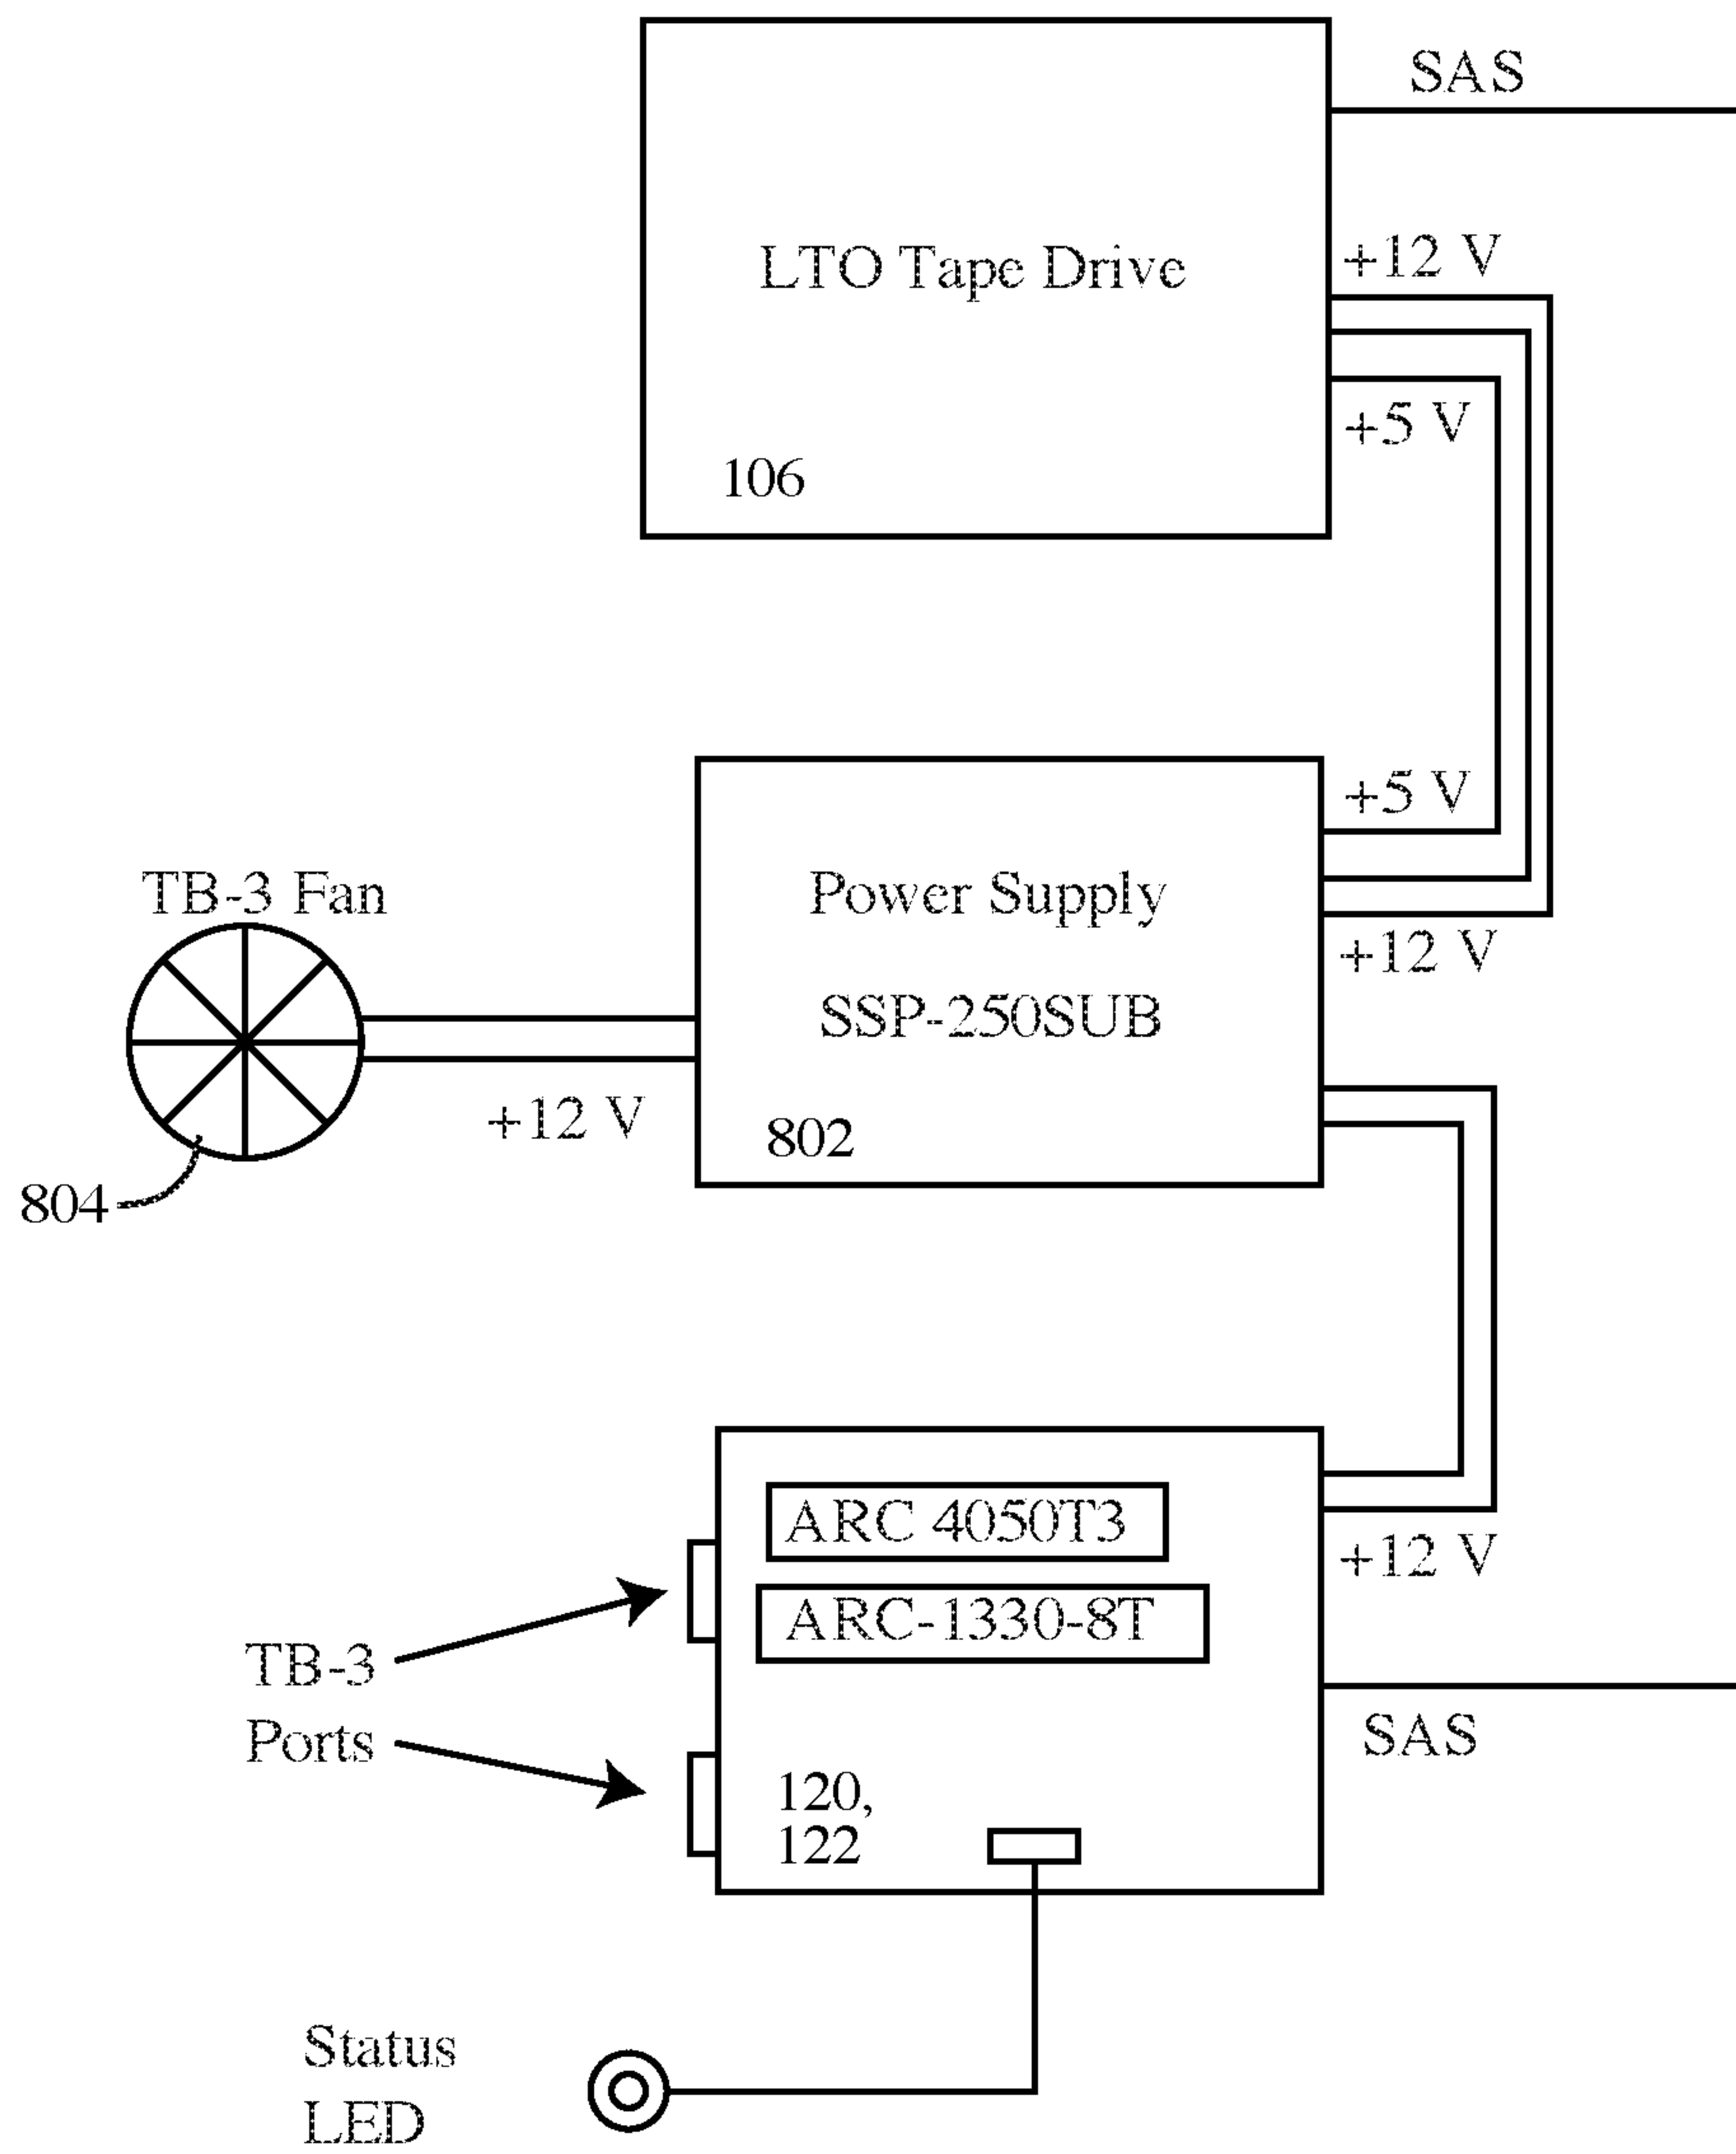 SAS
LTO Tape Drive
+12 V
+5 V
106
+5 V
TB-3 Fan
Power Supply
+12 V
SSP-250SUB
+12 V
802
804
ARC 4050T3
+12 V
ARC-1330-8T
TB-3
Ports
SAS
120,
122
Status
LED